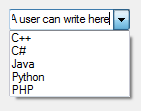 A user can write here
C++
C#
Java
Python
PHP